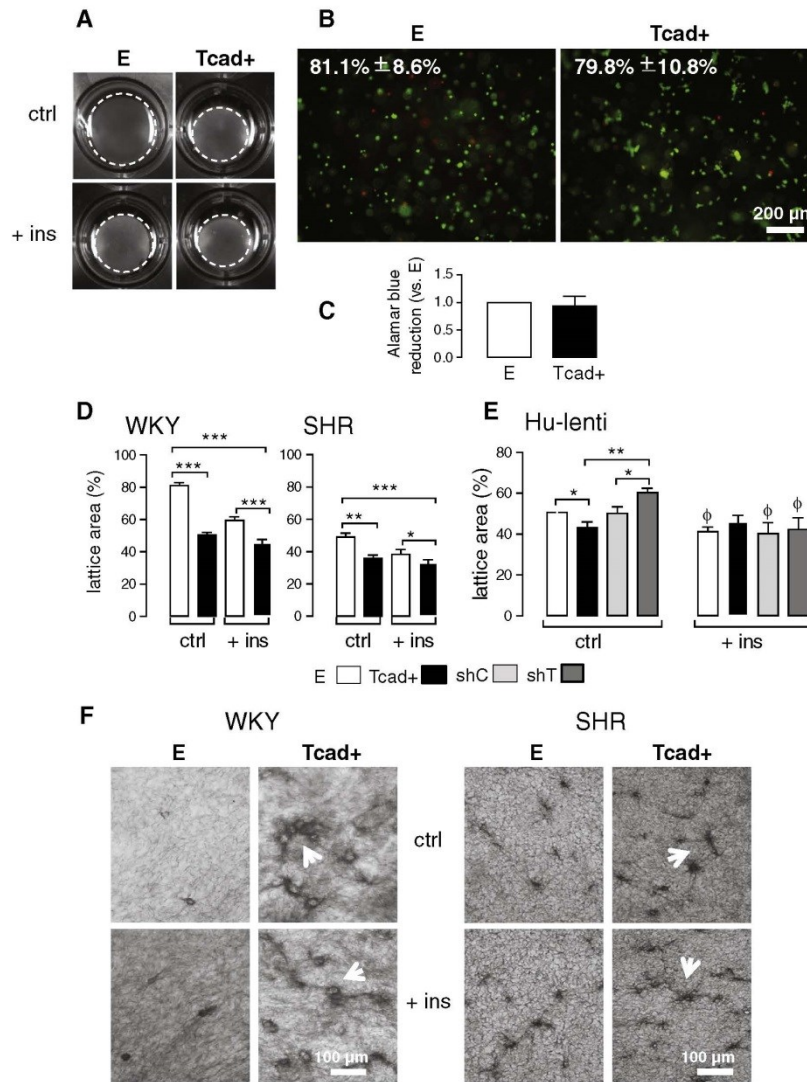 A
E Tcad+
ctrl
+ ins
B
E Tcad+
81.1% ±8.6% 79.8% ±10.8%
200 µm
C
Alamar blue
reduction (vs. E)
1.5
1.0
0.5
0.0
E Tcad+
D
WKY SHR
lattice area (%)
100
80
60
40
20
0
*** *** ***
ctrl + ins
100
80
60
40
20
0
*** ** *
ctrl + ins
E
Hu-lenti
lattice area (%)
80
60
40
20
0
* ** *
ϕ ϕ ϕ
ctrl + ins
E Tcad+ shC shT
F
WKY SHR
E Tcad+ E Tcad+
ctrl
+ ins
100 µm 100 µm